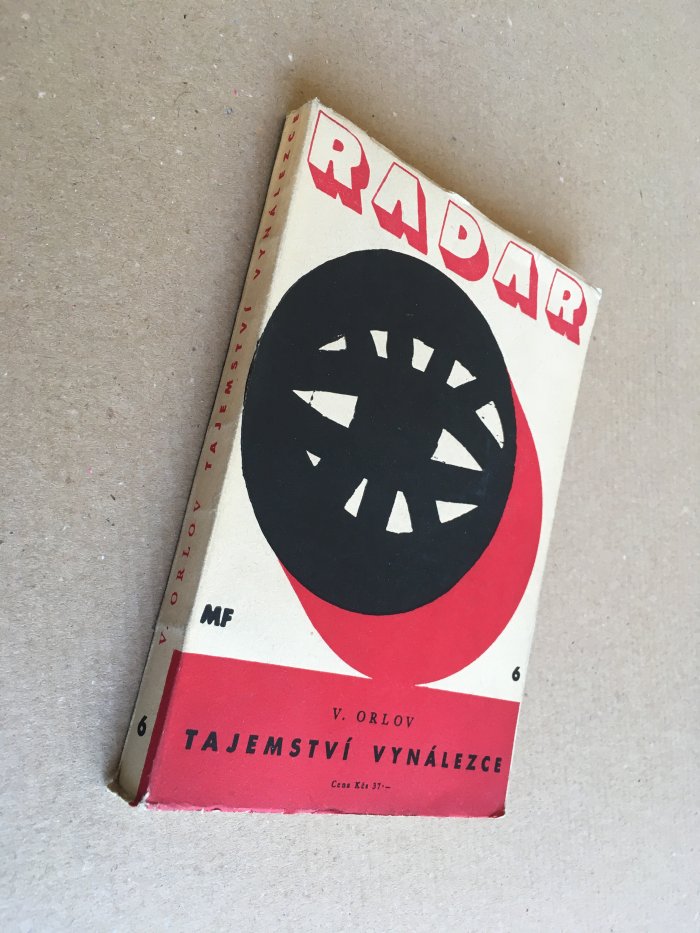 RADAR
MF
6
V. ORLOV
TAJEMSTVÍ VYNÁLEZCE
Cena Kčs 37·—
V ORLOV TAJEMSTVÍ VYNÁLEZCE
6